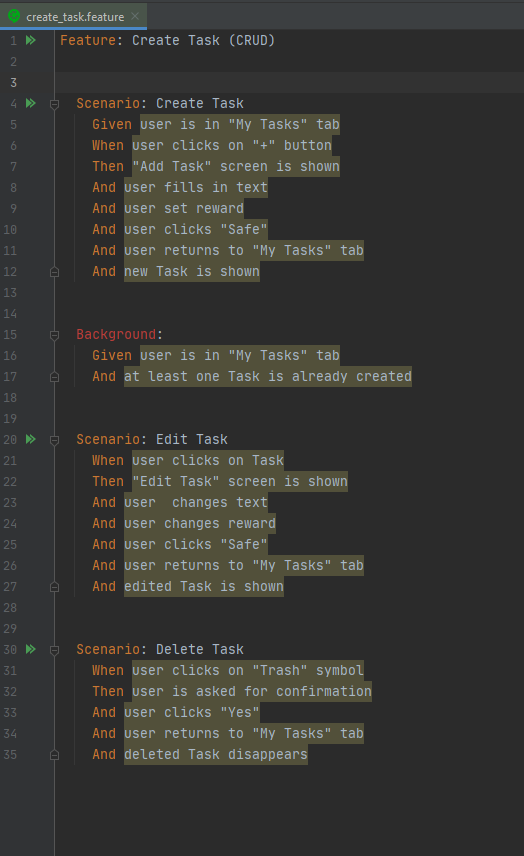 create_task.feature
1 Feature: Create Task (CRUD)
2
3
4 Scenario: Create Task
5 Given user is in "My Tasks" tab
6 When user clicks on "+" button
7 Then "Add Task" screen is shown
8 And user fills in text
9 And user set reward
10 And user clicks "Safe"
11 And user returns to "My Tasks" tab
12 And new Task is shown
13
14
15 Background:
16 Given user is in "My Tasks" tab
17 And at least one Task is already created
18
19
20 Scenario: Edit Task
21 When user clicks on Task
22 Then "Edit Task" screen is shown
23 And user  changes text
24 And user changes reward
25 And user clicks "Safe"
26 And user returns to "My Tasks" tab
27 And edited Task is shown
28
29
30 Scenario: Delete Task
31 When user clicks on "Trash" symbol
32 Then user is asked for confirmation
33 And user clicks "Yes"
34 And user returns to "My Tasks" tab
35 And deleted Task disappears